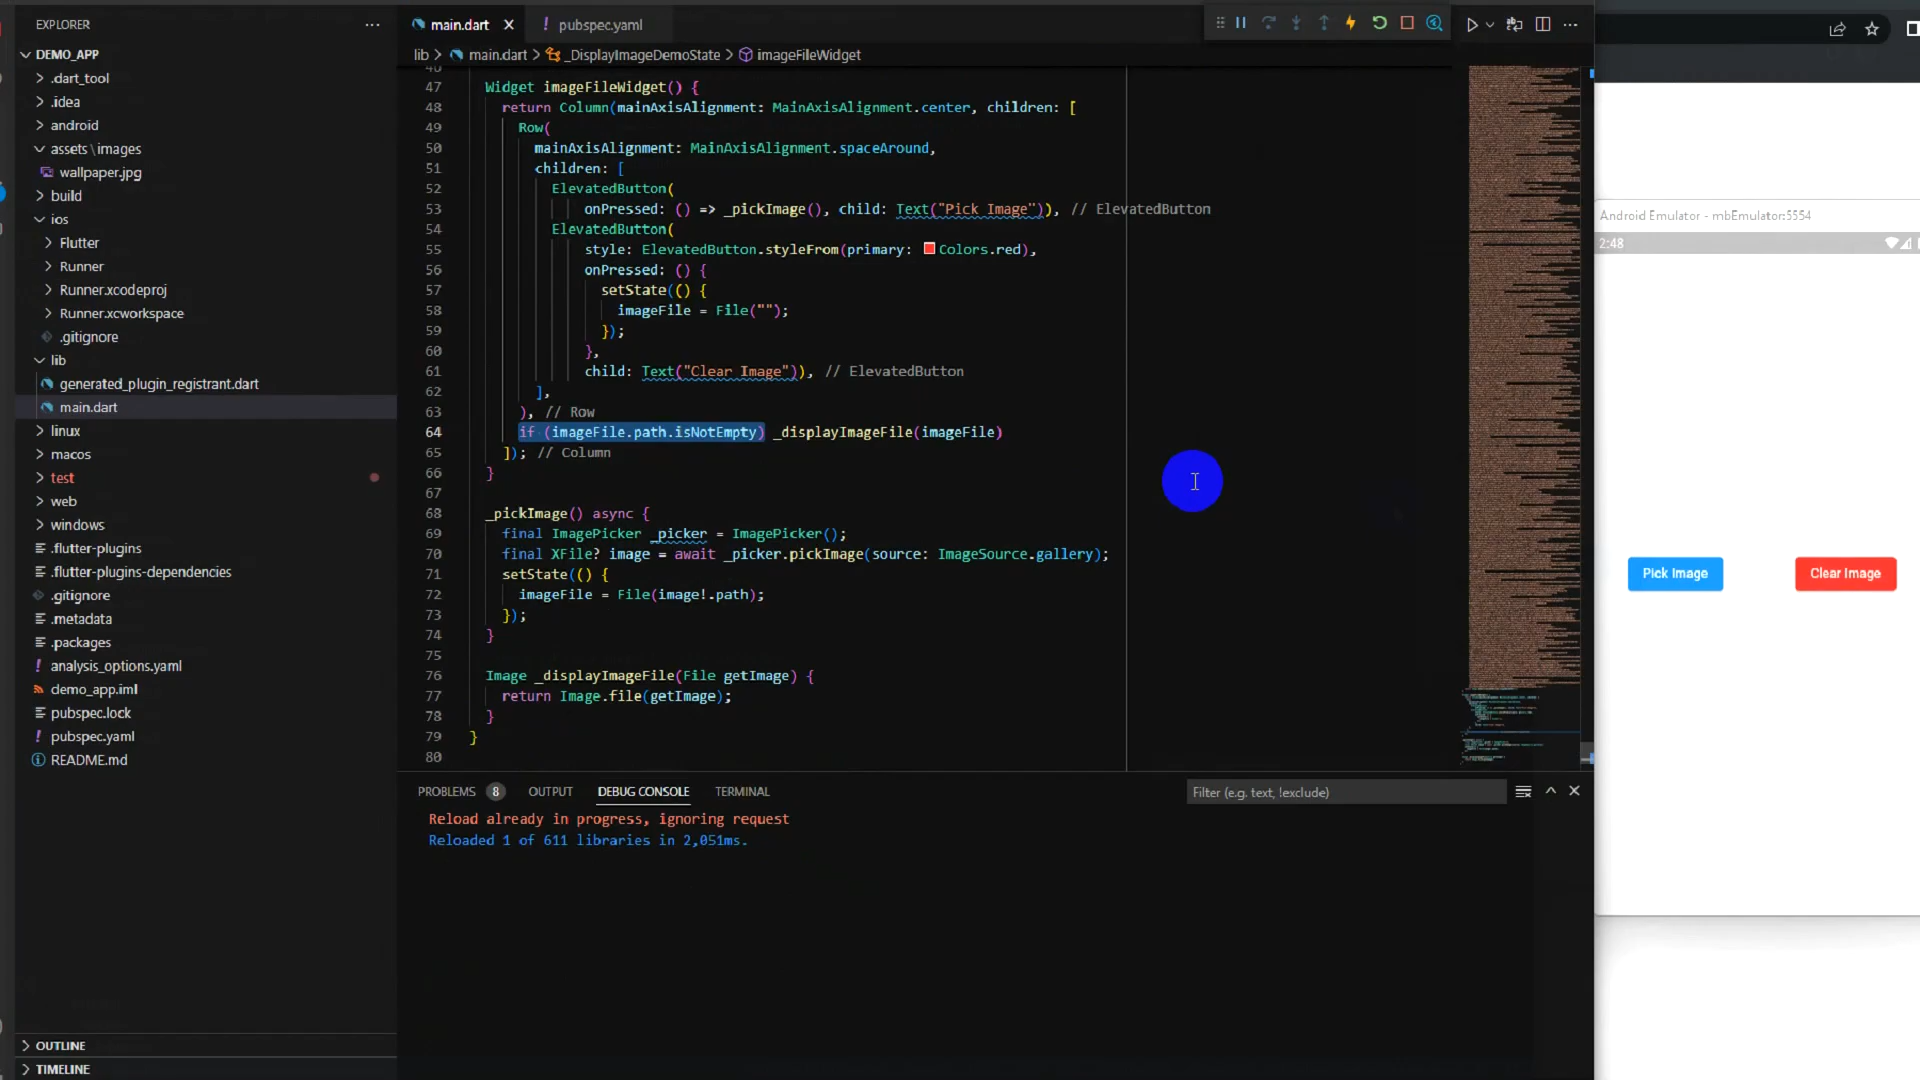 EXPLORER
DEMO_APP
.dart_tool
.idea
android
assets\images
wallpaper.jpg
build
ios
Flutter
Runner
Runner.xcodeproj
Runner.xcworkspace
.gitignore
lib
generated_plugin_registrant.dart
main.dart
linux
macos
test
web
windows
.flutter-plugins
.flutter-plugins-dependencies
.gitignore
.metadata
.packages
analysis_options.yaml
demo_app.iml
pubspec.lock
pubspec.yaml
README.md
OUTLINE
TIMELINE
main.dart
pubspec.yaml
lib > main.dart > _DisplayImageDemoState > imageFileWidget
47 Widget imageFileWidget() {
48 return Column(mainAxisAlignment: MainAxisAlignment.center, children: [
49 Row(
50 mainAxisAlignment: MainAxisAlignment.spaceAround,
51 children: [
52 ElevatedButton(
53 onPressed: () => _pickImage(), child: Text("Pick Image")), // ElevatedButton
54 ElevatedButton(
55 style: ElevatedButton.styleFrom(primary: Colors.red),
56 onPressed: () {
57 setState(() {
58 imageFile = File("");
59 });
60 },
61 child: Text("Clear Image")), // ElevatedButton
62 ],
63 ), // Row
64 if (imageFile.path.isNotEmpty) _displayImageFile(imageFile)
65 ]); // Column
66 }
67
68 _pickImage() async {
69 final ImagePicker _picker = ImagePicker();
70 final XFile? image = await _picker.pickImage(source: ImageSource.gallery);
71 setState(() {
72 imageFile = File(image!.path);
73 });
74 }
75
76 Image _displayImageFile(File getImage) {
77 return Image.file(getImage);
78 }
79 }
80
PROBLEMS 8 OUTPUT DEBUG CONSOLE TERMINAL
Filter (e.g. text, !exclude)
Reload already in progress, ignoring request
Reloaded 1 of 611 libraries in 2,051ms.
Android Emulator - mbEmulator:5554
2:48
Pick Image
Clear Image